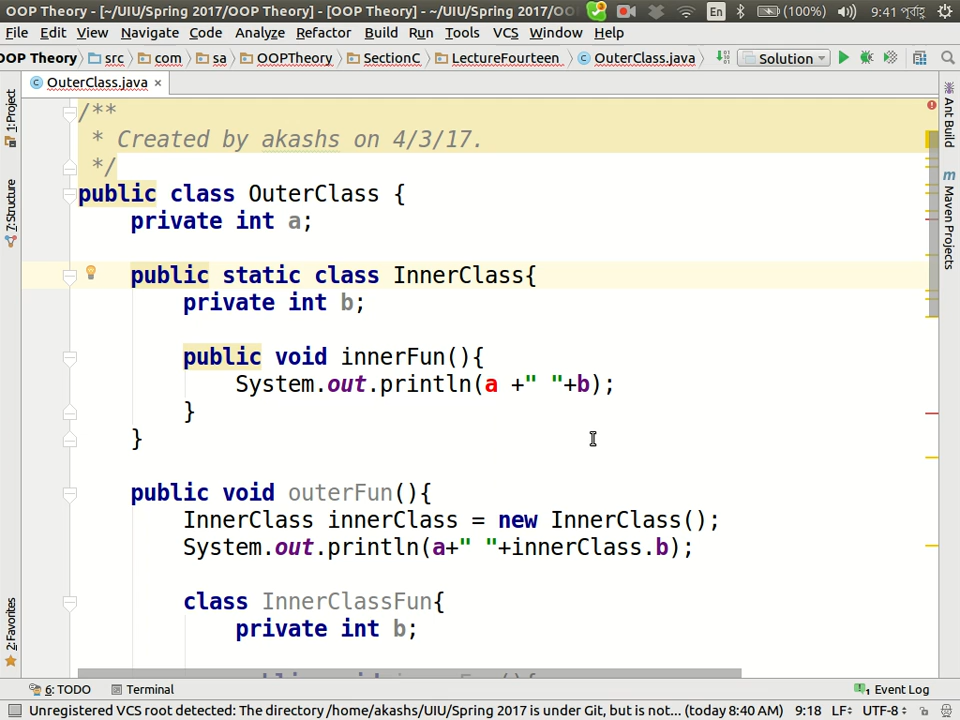 OOP Theory - [~/UIU/Spring 2017/OOP Theory] - [OOP Theory] - ~/UIU/Spring 2017/OO
En (100%) 9:41 পূর্বাহ্ণ
File Edit View Navigate Code Analyze Refactor Build Run Tools VCS Window Help
OOP Theory src com sa OOPTheory SectionC LectureFourteen OuterClass.java Solution
OuterClass.java ×
1: Project
7: Structure
2: Favorites
/**
* Created by akashs on 4/3/17.
*/
public class OuterClass {
private int a;
public static class InnerClass{
private int b;
public void innerFun(){
System.out.println(a +" "+b);
}
}
public void outerFun(){
InnerClass innerClass = new InnerClass();
System.out.println(a+" "+innerClass.b);
class InnerClassFun{
private int b;
Ant Build
Maven Projects
6: TODO Terminal 1 Event Log
Unregistered VCS root detected: The directory /home/akashs/UIU/Spring 2017 is under Git, but is not... (today 8:40 AM) 9:18 LF UTF-8